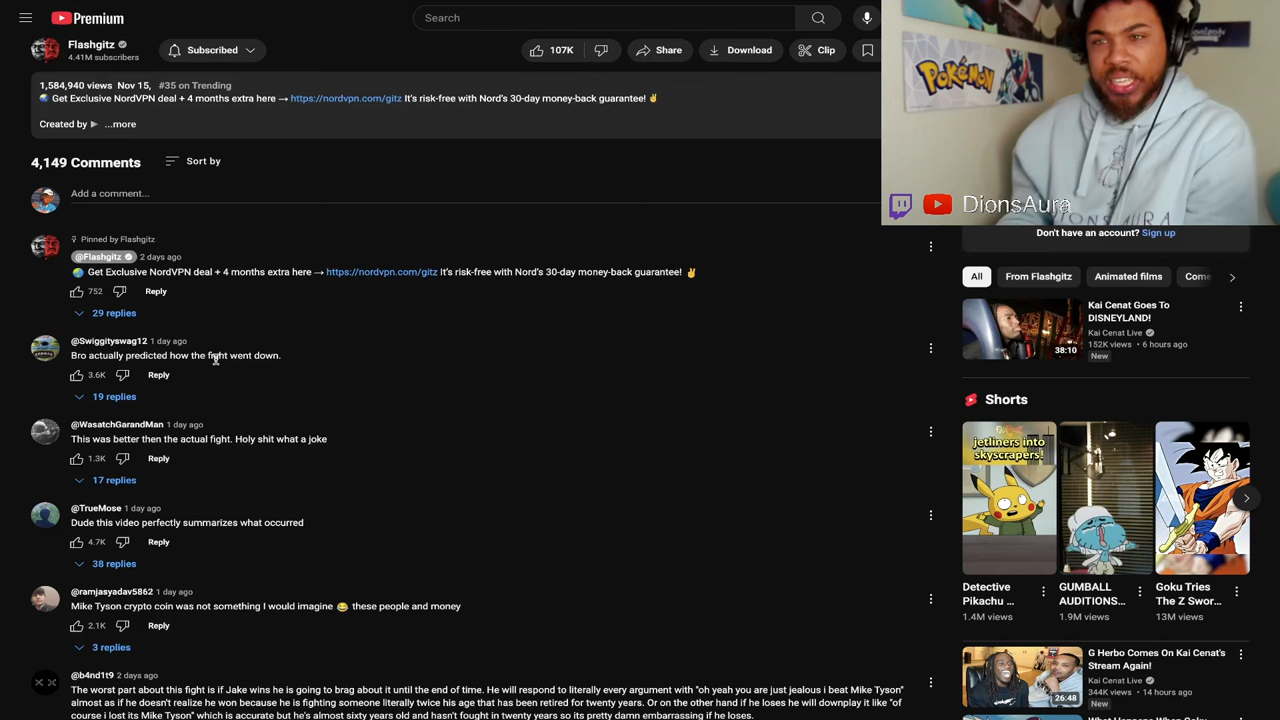 Premium
Search
Flashgitz
4.41M subscribers
Subscribed
107K
Share
Download
Clip
1,584,940 views Nov 15, #35 on Trending
Get Exclusive NordVPN deal + 4 months extra here → https://nordvpn.com/gitz It's risk-free with Nord's 30-day money-back guarantee! ✌
Created by ▶ ...more
4,149 Comments
Sort by
Add a comment...
Pinned by Flashgitz
@Flashgitz 2 days ago
Get Exclusive NordVPN deal + 4 months extra here → https://nordvpn.com/gitz It's risk-free with Nord's 30-day money-back guarantee! ✌
752
Reply
29 replies
@Swiggityswag12 1 day ago
Bro actually predicted how the fight went down.
3.6K
Reply
19 replies
@WasatchGarandMan 1 day ago
This was better then the actual fight. Holy shit what a joke
1.3K
Reply
17 replies
@TrueMose 1 day ago
Dude this video perfectly summarizes what occurred
4.7K
Reply
38 replies
@ramjasyadav5862 1 day ago
Mike Tyson crypto coin was not something I would imagine 😂 these people and money
2.1K
Reply
3 replies
@b4nd1t9 2 days ago
The worst part about this fight is if Jake wins he is going to brag about it until the end of time. He will respond to literally every argument with "oh yeah you are just jealous i beat Mike Tyson"
almost as if he doesn't realize he won because he is fighting someone literally twice his age that has been retired for twenty years. Or on the other hand if he loses he will downplay it like "of
course i lost its Mike Tyson" which is accurate but he's almost sixty years old and hasn't fought in twenty years so its pretty damn embarrassing if he loses.
POKÉMON
DionsAura
Don't have an account? Sign up
All
From Flashgitz
Animated films
Come
Kai Cenat Goes To
DISNEYLAND!
Kai Cenat Live
152K views • 6 hours ago
New
38:10
Shorts
jetliners into
skyscrapers!
Detective
Pikachu ...
1.4M views
GUMBALL
AUDITIONS...
1.9M views
Goku Tries
The Z Swor...
13M views
G Herbo Comes On Kai Cenat's
Stream Again!
Kai Cenat Live
344K views • 14 hours ago
New
26:48